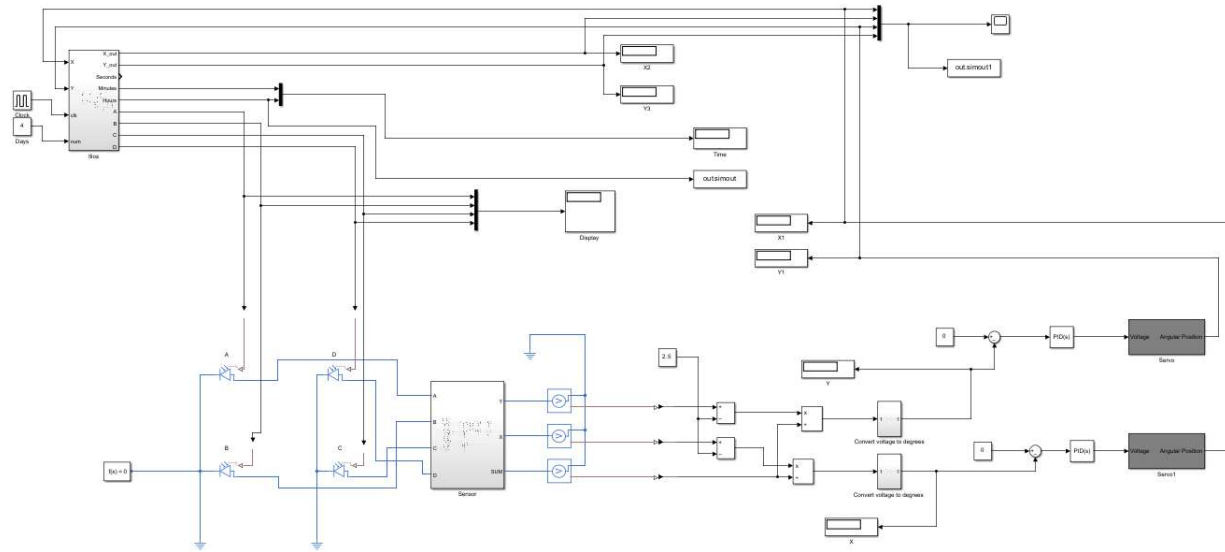 X
Y
clk
num
X_out
Y_out
Seconds
Minutes
Hours
A
B
C
D
Clock
4
Days
X2
Y3
Time
out.simout
out.simout1
Display
X1
Y1
A
D
B
C
f(x) = 0
A
B
C
D
Y
X
SUM
Sensor
V
V
V
2.5
+
−
+
−
×
÷
×
÷
Convert voltage to degrees
Convert voltage to degrees
Y
X
0
PID(s)
Voltage
Angular Position
Servo
0
PID(s)
Voltage
Angular Position
Servo1